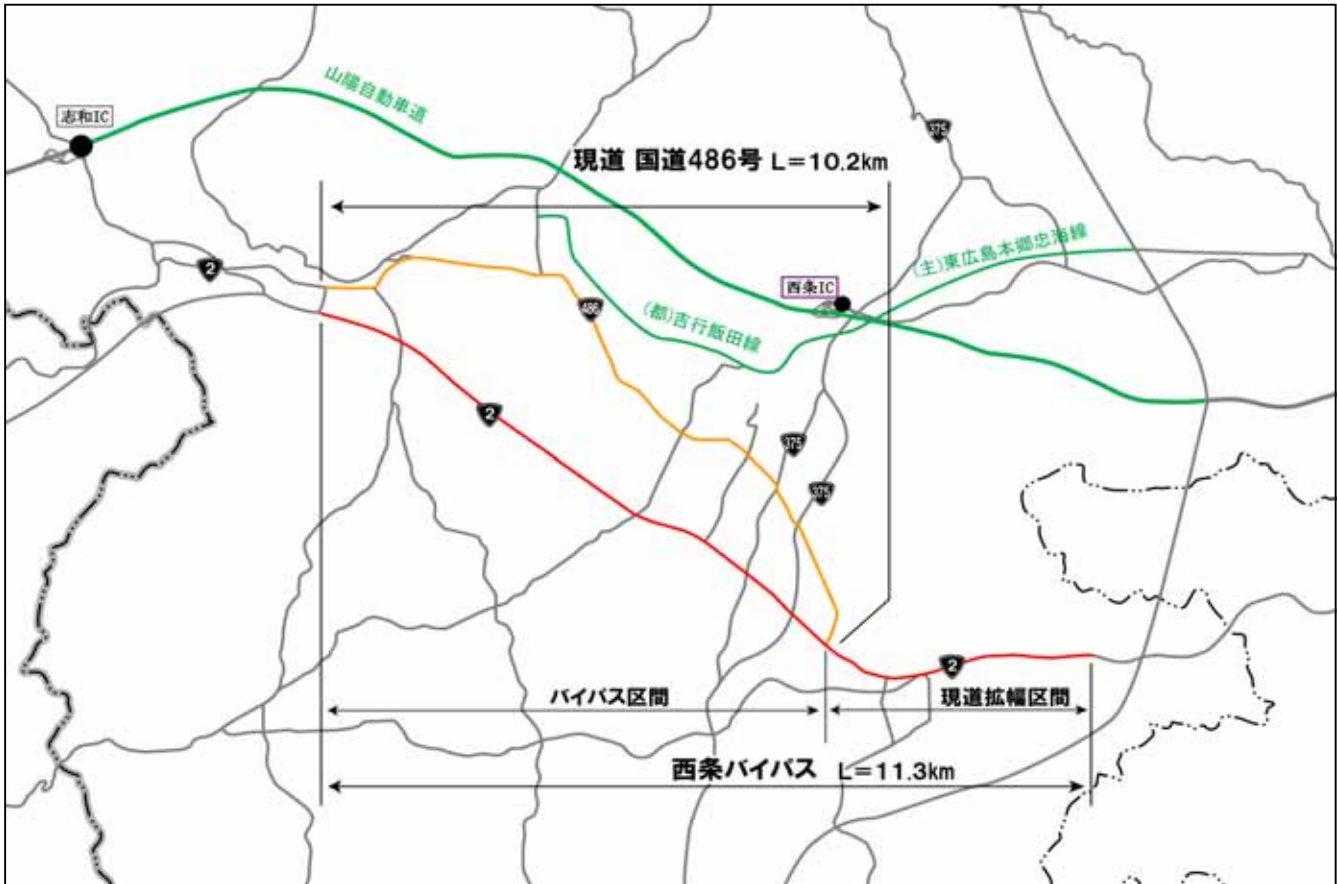 山陽自動車道
志和IC
375
現道 国道486号 L=10.2km
(主)東広島本郷忠海線
2
西条IC
486
(都)吉行飯田線
2
375
375
2
バイパス区間
現道拡幅区間
西条バイパス L=11.3km